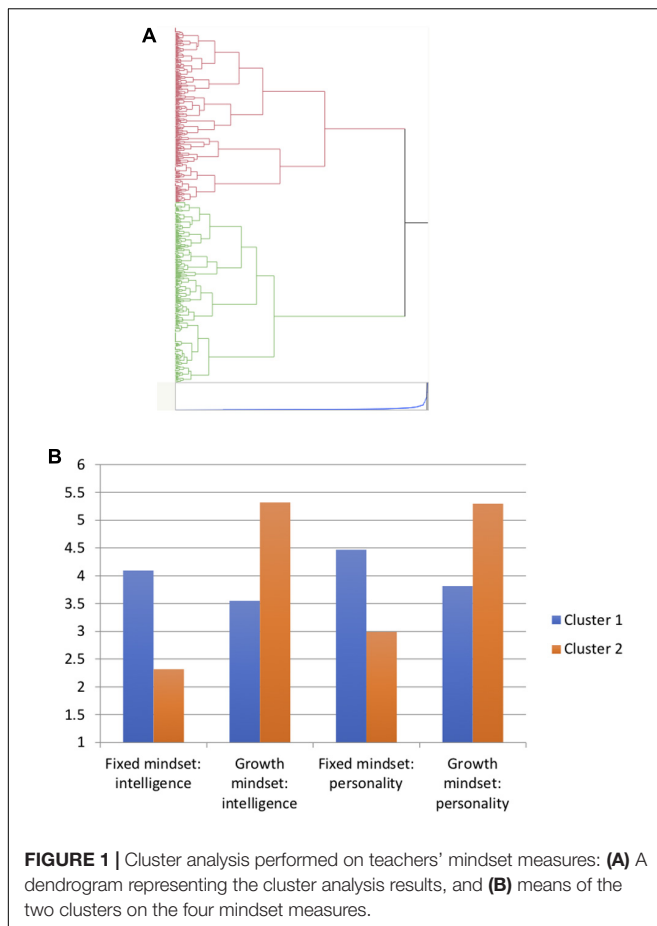 A
B
6
5.5
5
4.5
4
3.5
3
2.5
2
1.5
1
Fixed mindset:
intelligence
Growth
mindset:
intelligence
Fixed mindset:
personality
Growth
mindset:
personality
Cluster 1
Cluster 2
FIGURE 1 | Cluster analysis performed on teachers’ mindset measures: (A) A
dendrogram representing the cluster analysis results, and (B) means of the
two clusters on the four mindset measures.